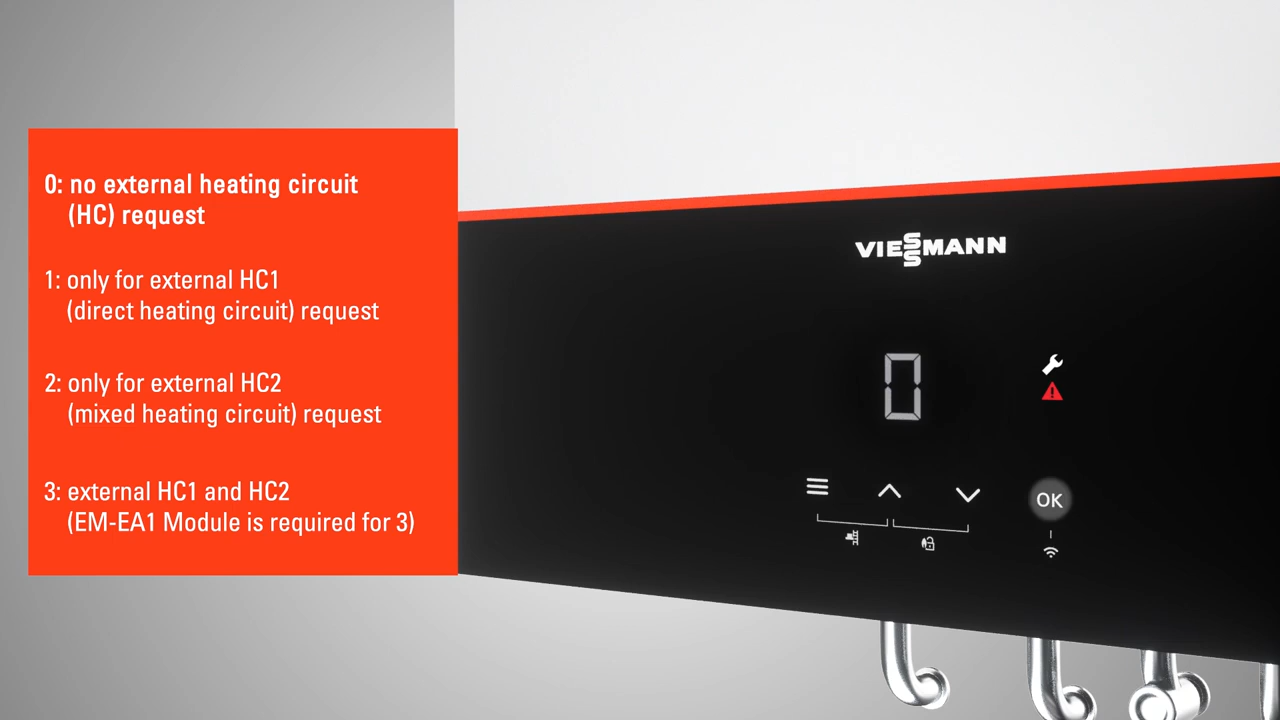 0: no external heating circuit
(HC) request
1: only for external HC1
(direct heating circuit) request
2: only for external HC2
(mixed heating circuit) request
3: external HC1 and HC2
(EM-EA1 Module is required for 3)
VIESSMANN
0
OK